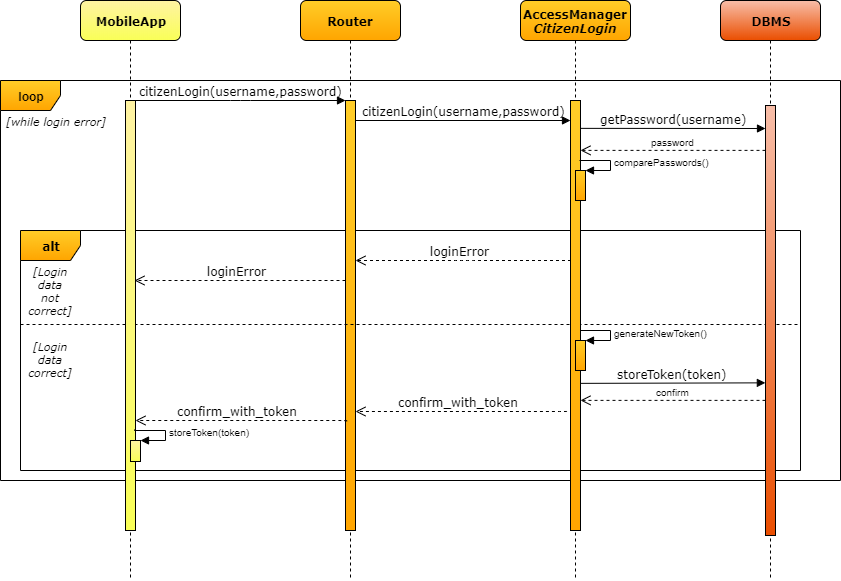 MobileApp
Router
AccessManager
CitizenLogin
DBMS
loop
[while login error]
citizenLogin(username,password)
citizenLogin(username,password)
getPassword(username)
password
comparePasswords()
alt
[Login
data
not
correct]
loginError
loginError
[Login
data
correct]
generateNewToken()
storeToken(token)
confirm
confirm_with_token
confirm_with_token
storeToken(token)